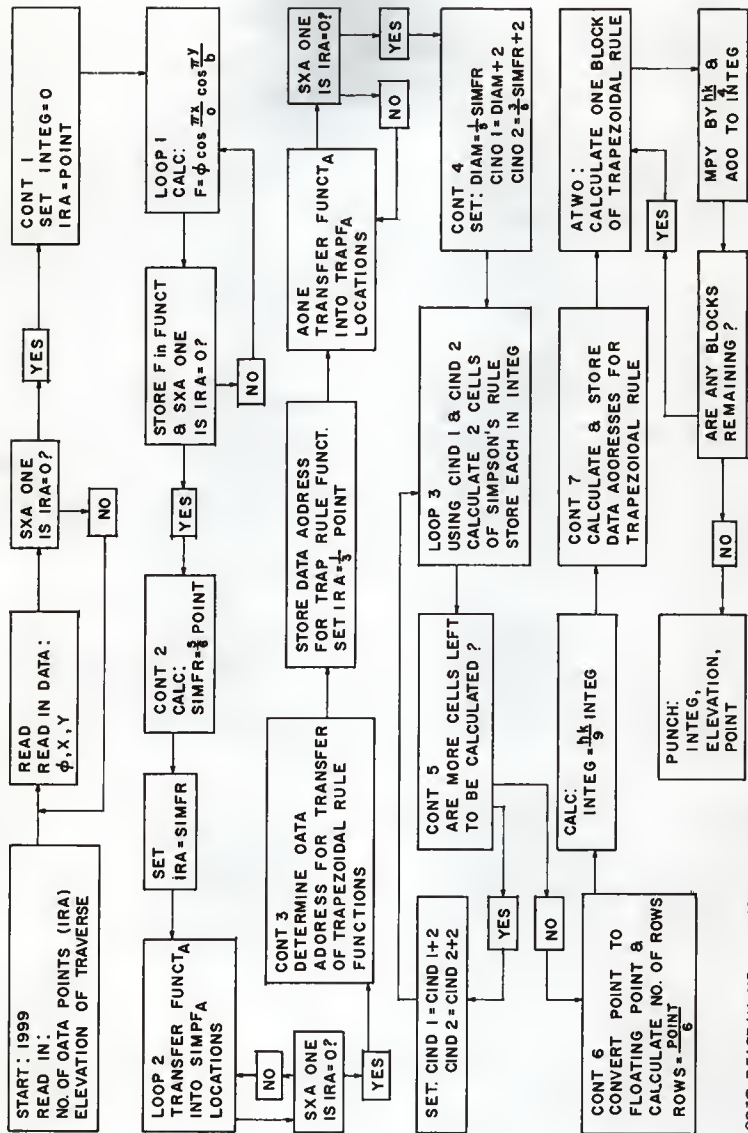 START: 1999
READ IN:
NO. OF OATA POINTS (IRA)
ELEVATION OF TRAVERSE
READ
READ IN DATA:
ϕ, X, Y
SXA ONE
IS IRA=0?
NO
YES
CONT 1
SET INTEG=0
IRA=POINT
LOOP 1
CALC:
F=ϕ cos πx/a cos πy/b
STORE F in FUNCT
& SXA ONE
IS IRA=0?
NO
YES
CONT 2
CALC:
SIMFR=5/6 POINT
SET
IRA=SIMFR
LOOP 2
TRANSFER FUNCT_A
INTO SIMPF_A
LOCATIONS
SXA ONE
IS IRA=0?
NO
YES
CONT 3
DETERMINE OATA
ADDRESS FOR TRANSFER
OF TRAPEZOIDAL RULE
FUNCTIONS
STORE DATA ADDRESS
FOR TRAP RULE FUNCT.
SET IRA=1/3 POINT
AONE
TRANSFER FUNCT_A
INTO TRAPF_A
LOCATIONS
SXA ONE
IS IRA=0?
NO
YES
CONT 4
SET: DIAM=1/5 SIMFR
CINO 1=DIAM+2
CINO 2=3/5 SIMFR+2
LOOP 3
USING CIND 1 & CIND 2
CALCULATE 2 CELLS
OF SIMPSON'S RULE
STORE EACH IN INTEG
CONT 5
ARE MORE CELLS LEFT
TO BE CALCULATED?
YES
NO
SET: CIND 1=CIND 1+2
CIND 2=CIND 2+2
CONT 6
CONVERT POINT TO
FLOATING POINT &
CALCULATE NO. OF ROWS
ROWS=POINT/6
CALC:
INTEG=hk/9 INTEG
CONT 7
CALCULATE & STORE
DATA AORESSES FOR
TRAPEZOIOAL RULE
ATWO:
CALCULATE ONE BLOCK
OF TRAPEZOIDAL RULE
MPY BY hk/4 &
AOO TO INTEG
YES
ARE ANY BLOCKS
REMAINING?
NO
PUNCH:
INTEG,
ELEVATION,
POINT